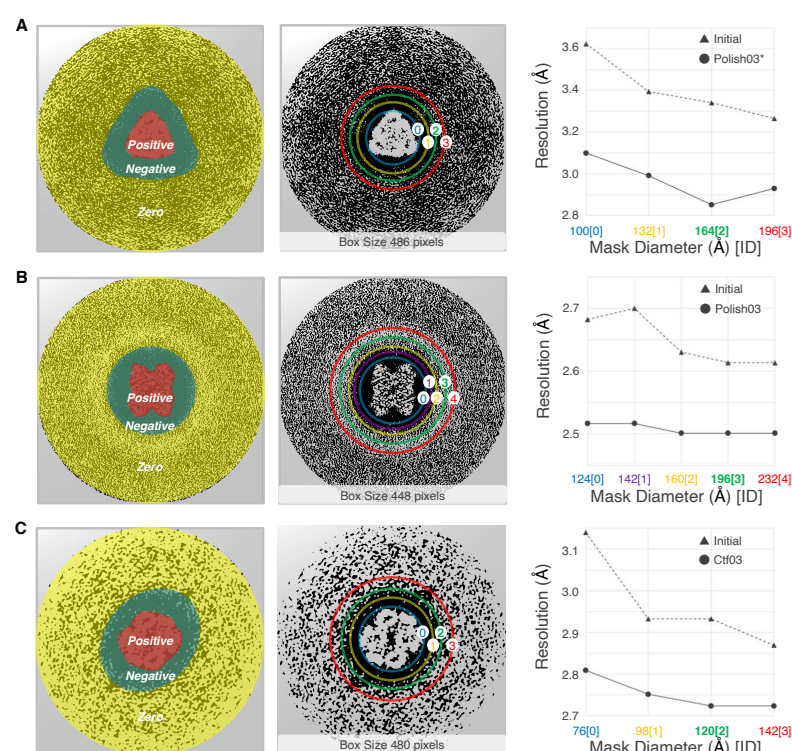 A
Positive
Negative
Zero
0 2
1 3
Box Size 486 pixels
Resolution (Å)
3.6
3.4
3.2
3.0
2.8
Initial
Polish03*
100[0] 132[1] 164[2] 196[3]
Mask Diameter (Å) [ID]
B
Positive
Negative
Zero
1 3
0 2 4
Box Size 448 pixels
Resolution (Å)
2.7
2.6
2.5
Initial
Polish03
124[0] 142[1] 160[2] 196[3] 232[4]
Mask Diameter (Å) [ID]
C
Positive
Negative
Zero
0 2
1 3
Box Size 480 pixels
Resolution (Å)
3.1
3.0
2.9
2.8
2.7
Initial
Ctf03
76[0] 98[1] 120[2] 142[3]
Mask Diameter (Å) [ID]